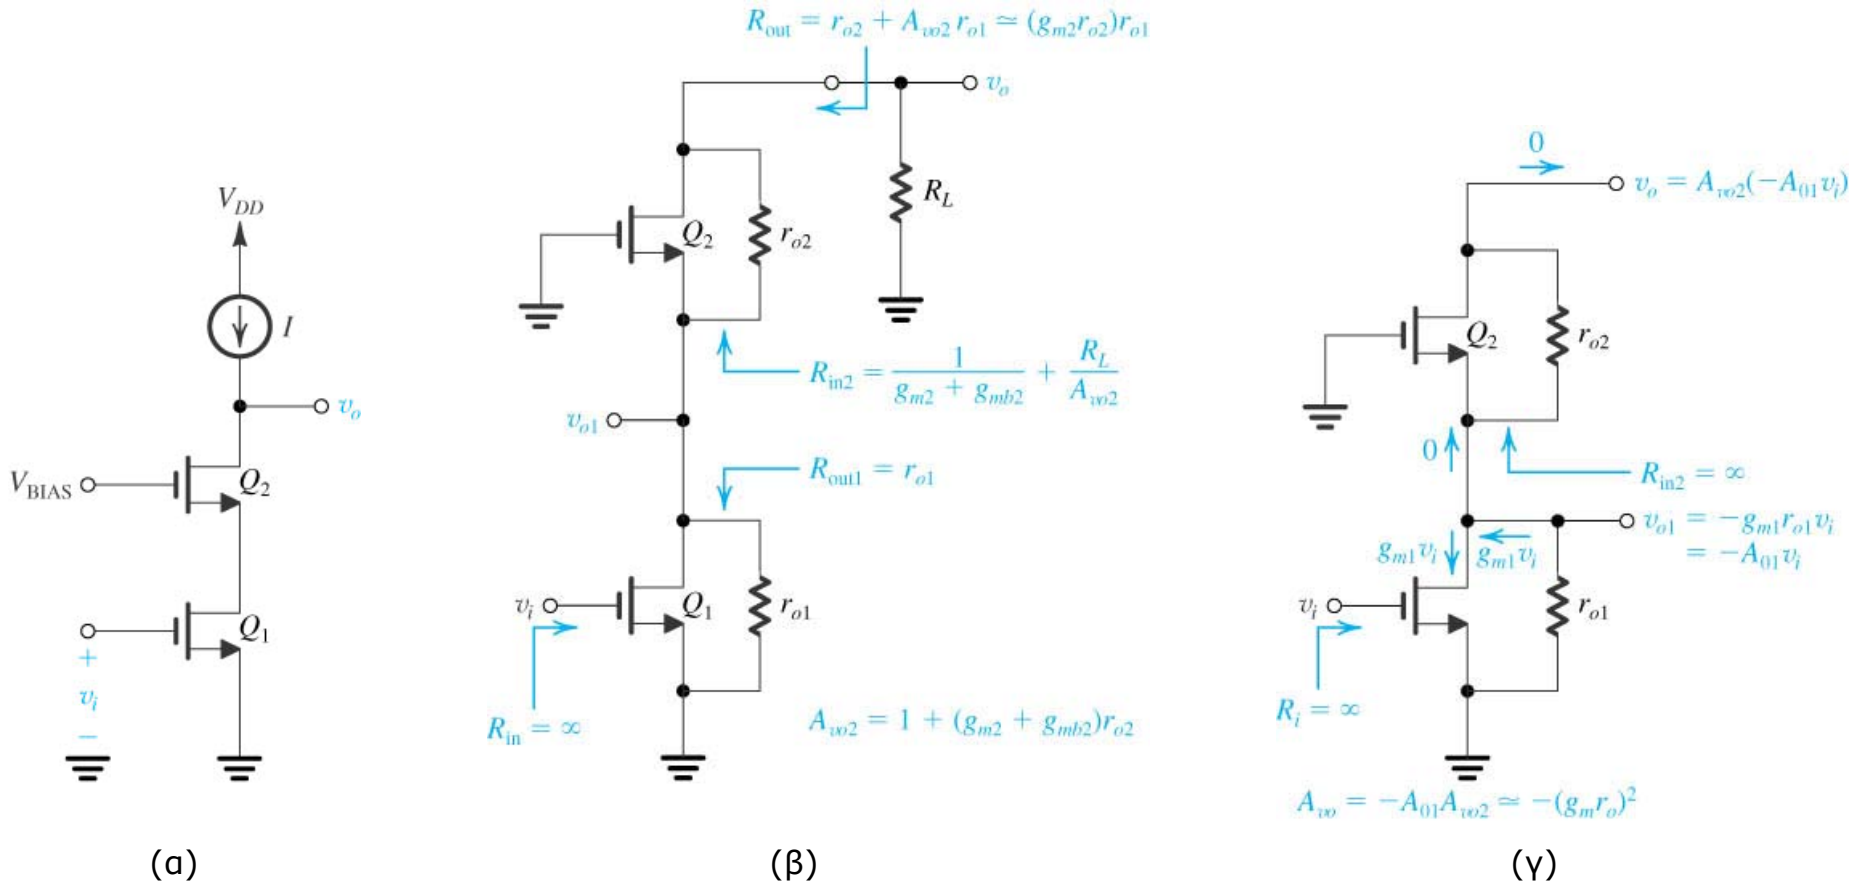 V_DD
I
v_o
V_BIAS
Q_2
Q_1
+
v_i
−
(α)
R_out = r_o2 + A_vo2 r_o1 ≃ (g_m2 r_o2) r_o1
v_o
R_L
Q_2
r_o2
R_in2 = 1 / (g_m2 + g_mb2) + R_L / A_vo2
v_o1
R_out1 = r_o1
v_i
Q_1
r_o1
R_in = ∞
A_vo2 = 1 + (g_m2 + g_mb2) r_o2
(β)
0
v_o = A_vo2(−A_01 v_i)
Q_2
r_o2
0
R_in2 = ∞
v_o1 = −g_m1 r_o1 v_i
= −A_01 v_i
g_m1 v_i
g_m1 v_i
v_i
r_o1
R_i = ∞
A_vo = −A_01 A_vo2 ≃ −(g_m r_o)^2
(γ)